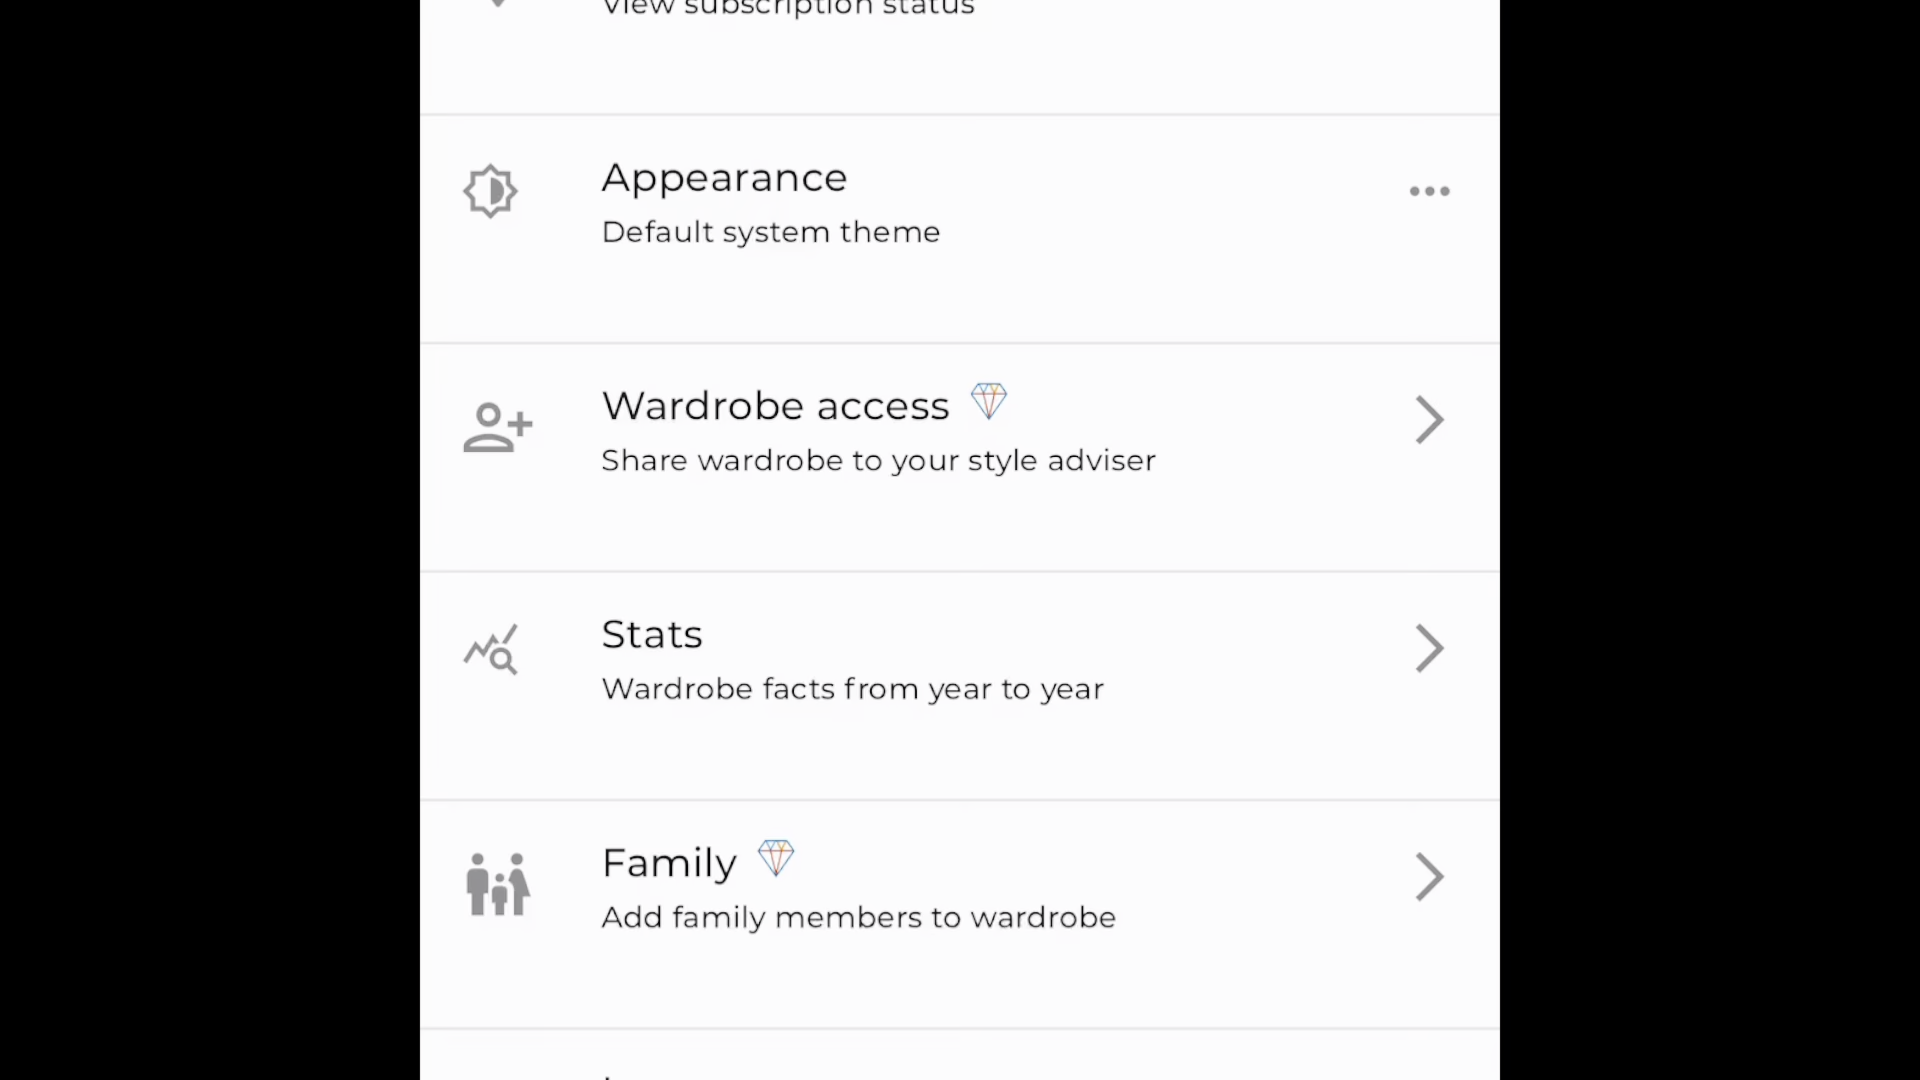 View subscription status
Appearance
Default system theme
Wardrobe access
Share wardrobe to your style adviser
Stats
Wardrobe facts from year to year
Family
Add family members to wardrobe